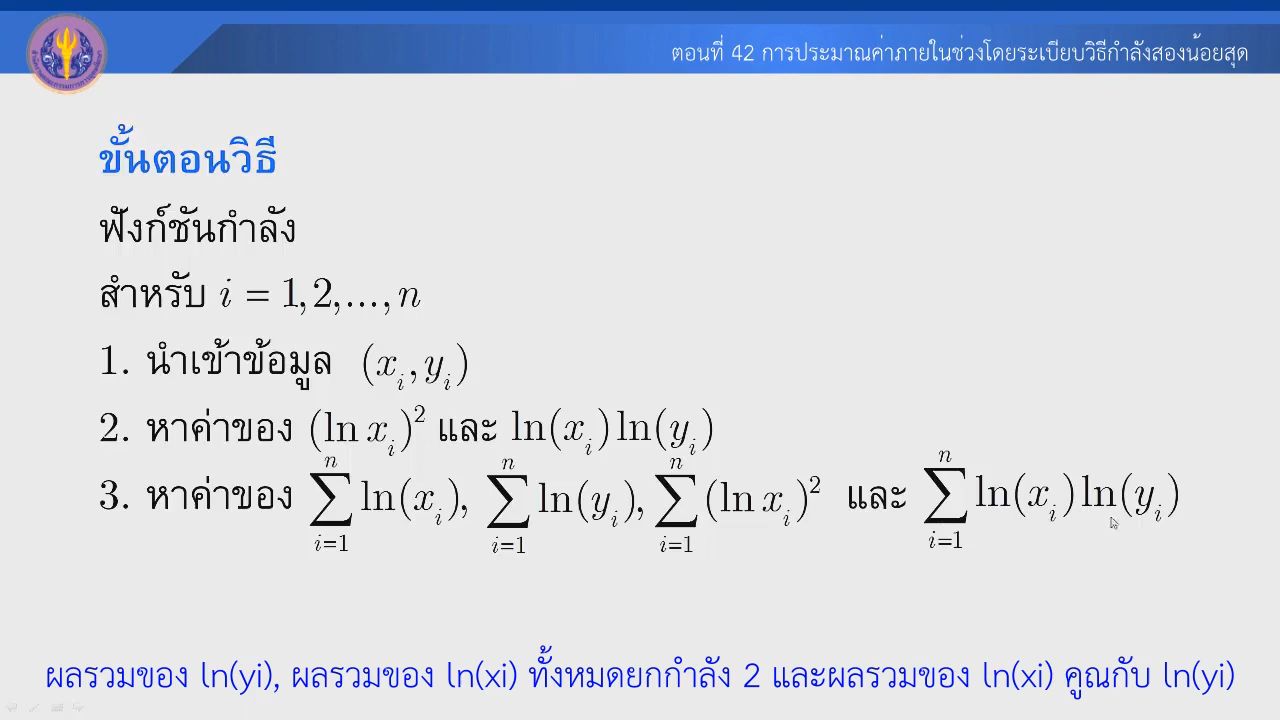 ตอนที่ 42 การประมาณค่าภายในช่วงโดยระเบียบวิธีกำลังสองน้อยสุด
ขั้นตอนวิธี
ฟังก์ชันกำลัง
สำหรับ i = 1,2,...,n
1. นำเข้าข้อมูล (xᵢ,yᵢ)
2. หาค่าของ (ln xᵢ)² และ ln(xᵢ)ln(yᵢ)
3. หาค่าของ ∑ᵢ₌₁ⁿ ln(xᵢ), ∑ᵢ₌₁ⁿ ln(yᵢ), ∑ᵢ₌₁ⁿ (ln xᵢ)² และ ∑ᵢ₌₁ⁿ ln(xᵢ)ln(yᵢ)
ผลรวมของ ln(yi), ผลรวมของ ln(xi) ทั้งหมดยกกำลัง 2 และผลรวมของ ln(xi) คูณกับ ln(yi)